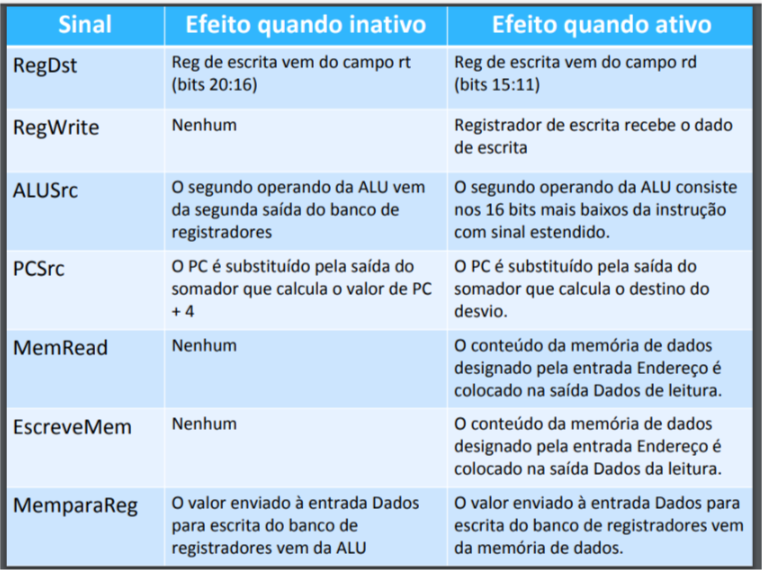 Sinal Efeito quando inativo Efeito quando ativo
RegDst
Reg de escrita vem do campo rt
(bits 20:16)
Reg de escrita vem do campo rd
(bits 15:11)
RegWrite
Nenhum
Registrador de escrita recebe o dado
de escrita
ALUSrc
O segundo operando da ALU vem
da segunda saída do banco de
registradores
O segundo operando da ALU consiste
nos 16 bits mais baixos da instrução
com sinal estendido.
PCSrc
O PC é substituído pela saída do
somador que calcula o valor de PC
+ 4
O PC é substituído pela saída do
somador que calcula o destino do
desvio.
MemRead
Nenhum
O conteúdo da memória de dados
designado pela entrada Endereço é
colocado na saída Dados de leitura.
EscreveMem
Nenhum
O conteúdo da memória de dados
designado pela entrada Endereço é
colocado na saída Dados da leitura.
MemparaReg
O valor enviado à entrada Dados
para escrita do banco de
registradores vem da ALU
O valor enviado à entrada Dados para
escrita do banco de registradores vem
da memória de dados.